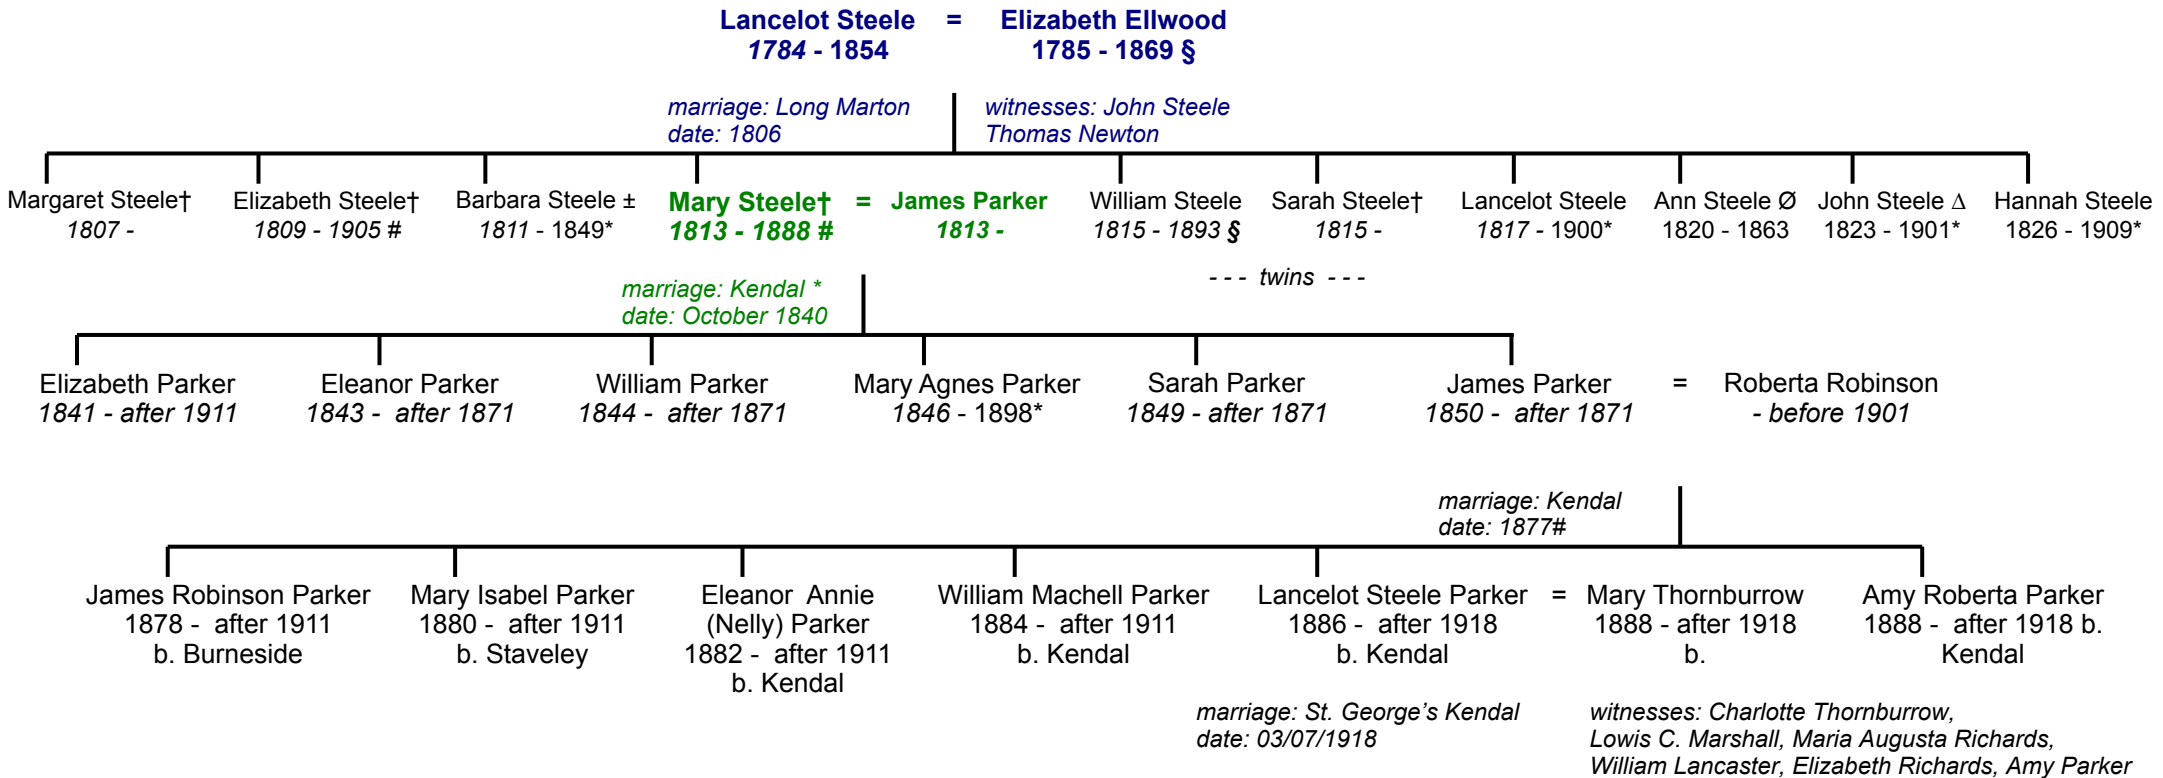 Lancelot Steele = Elizabeth Ellwood
1784 - 1854 1785 - 1869 §
marriage: Long Marton witnesses: John Steele
date: 1806 Thomas Newton
Margaret Steele† Elizabeth Steele† Barbara Steele ± Mary Steele† = James Parker William Steele Sarah Steele† Lancelot Steele Ann Steele Ø John Steele Δ Hannah Steele
1807 - 1809 - 1905 # 1811 - 1849* 1813 - 1888 # 1813 - 1815 - 1893 § 1815 - 1817 - 1900* 1820 - 1863 1823 - 1901* 1826 - 1909*
- - - twins - - -
marriage: Kendal *
date: October 1840
Elizabeth Parker Eleanor Parker William Parker Mary Agnes Parker Sarah Parker James Parker = Roberta Robinson
1841 - after 1911 1843 - after 1871 1844 - after 1871 1846 - 1898* 1849 - after 1871 1850 - after 1871 - before 1901
marriage: Kendal
date: 1877#
James Robinson Parker Mary Isabel Parker Eleanor Annie William Machell Parker Lancelot Steele Parker = Mary Thornburrow Amy Roberta Parker
1878 - after 1911 1880 - after 1911 (Nelly) Parker 1884 - after 1911 1886 - after 1918 1888 - after 1918 1888 - after 1918 b.
b. Burneside b. Staveley 1882 - after 1911 b. Kendal b. Kendal b. Kendal
b. Kendal
marriage: St. George’s Kendal witnesses: Charlotte Thornburrow,
date: 03/07/1918 Lowis C. Marshall, Maria Augusta Richards,
William Lancaster, Elizabeth Richards, Amy Parker